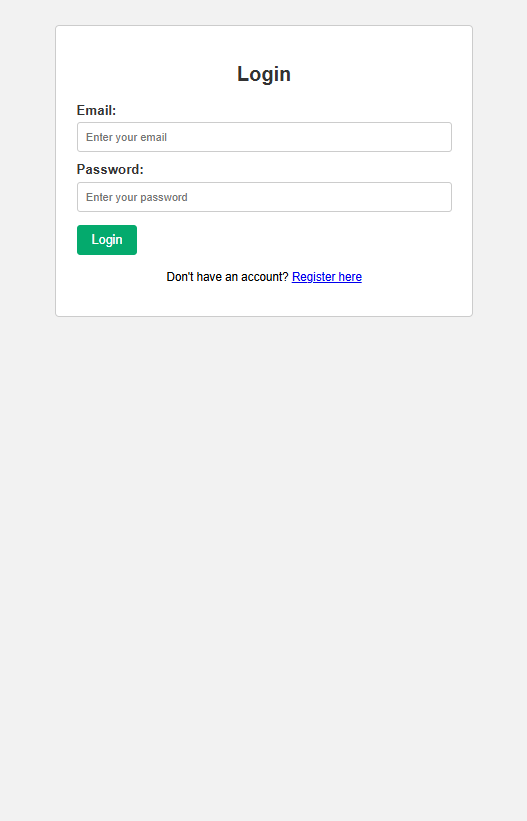 Login
Email:
Enter your email
Password:
Enter your password
Login
Don't have an account? Register here